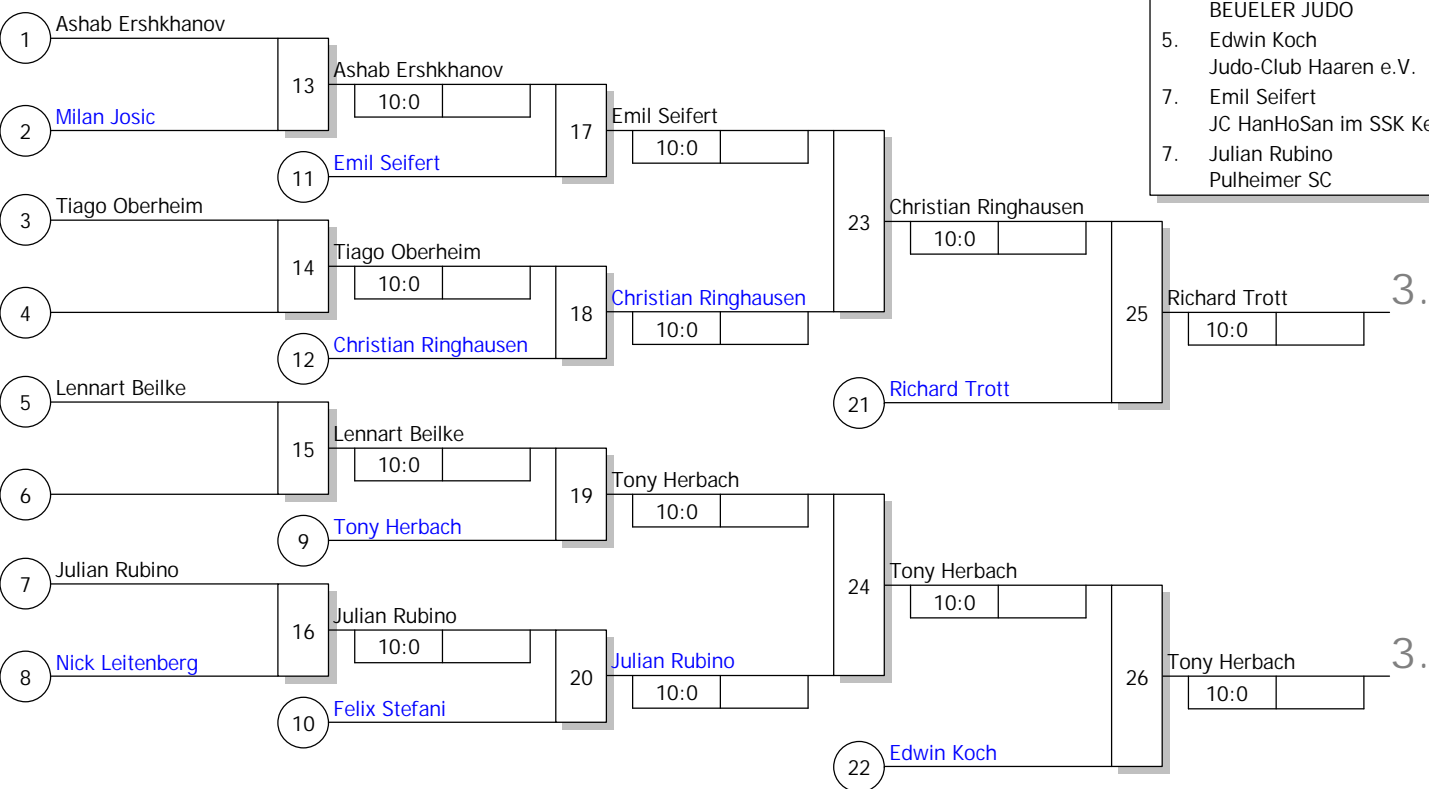 BEUELER JUDO
5. Edwin Koch
Judo-Club Haaren e.V.
7. Emil Seifert
JC HanHoSan im SSK
7. Julian Rubino
Pulheimer SC
1 Ashab Ershkhanov
13
Ashab Ershkhanov
10:0
2 Milan Josic
17
Emil Seifert
10:0
11 Emil Seifert
3 Tiago Oberheim
23
Christian Ringhausen
10:0
14
Tiago Oberheim
10:0
4
18
Christian Ringhausen
10:0
25
Richard Trott
10:0
3.
12 Christian Ringhausen
5 Lennart Beilke
21 Richard Trott
15
Lennart Beilke
10:0
6
19
Tony Herbach
10:0
9 Tony Herbach
7 Julian Rubino
24
Tony Herbach
10:0
16
Julian Rubino
10:0
8 Nick Leitenberg
20
Julian Rubino
10:0
26
Tony Herbach
10:0
3.
10 Felix Stefani
22 Edwin Koch